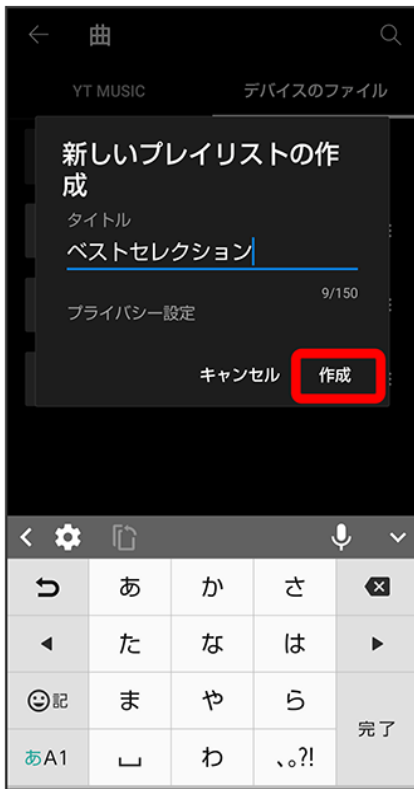 曲
YT MUSIC デバイスのファイル
新しいプレイリストの作
成
タイトル
ベストセレクション
9/150
プライバシー設定
キャンセル 作成
あ か さ
た な は
記 ま や ら
完了
あA1 わ 、。?!